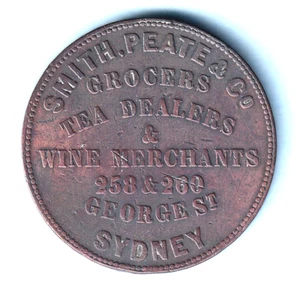 SMITH, PEATE & CO
GROCERS
TEA DEALERS
&
WINE MERCHANTS
258 & 260
GEORGE ST
SYDNEY